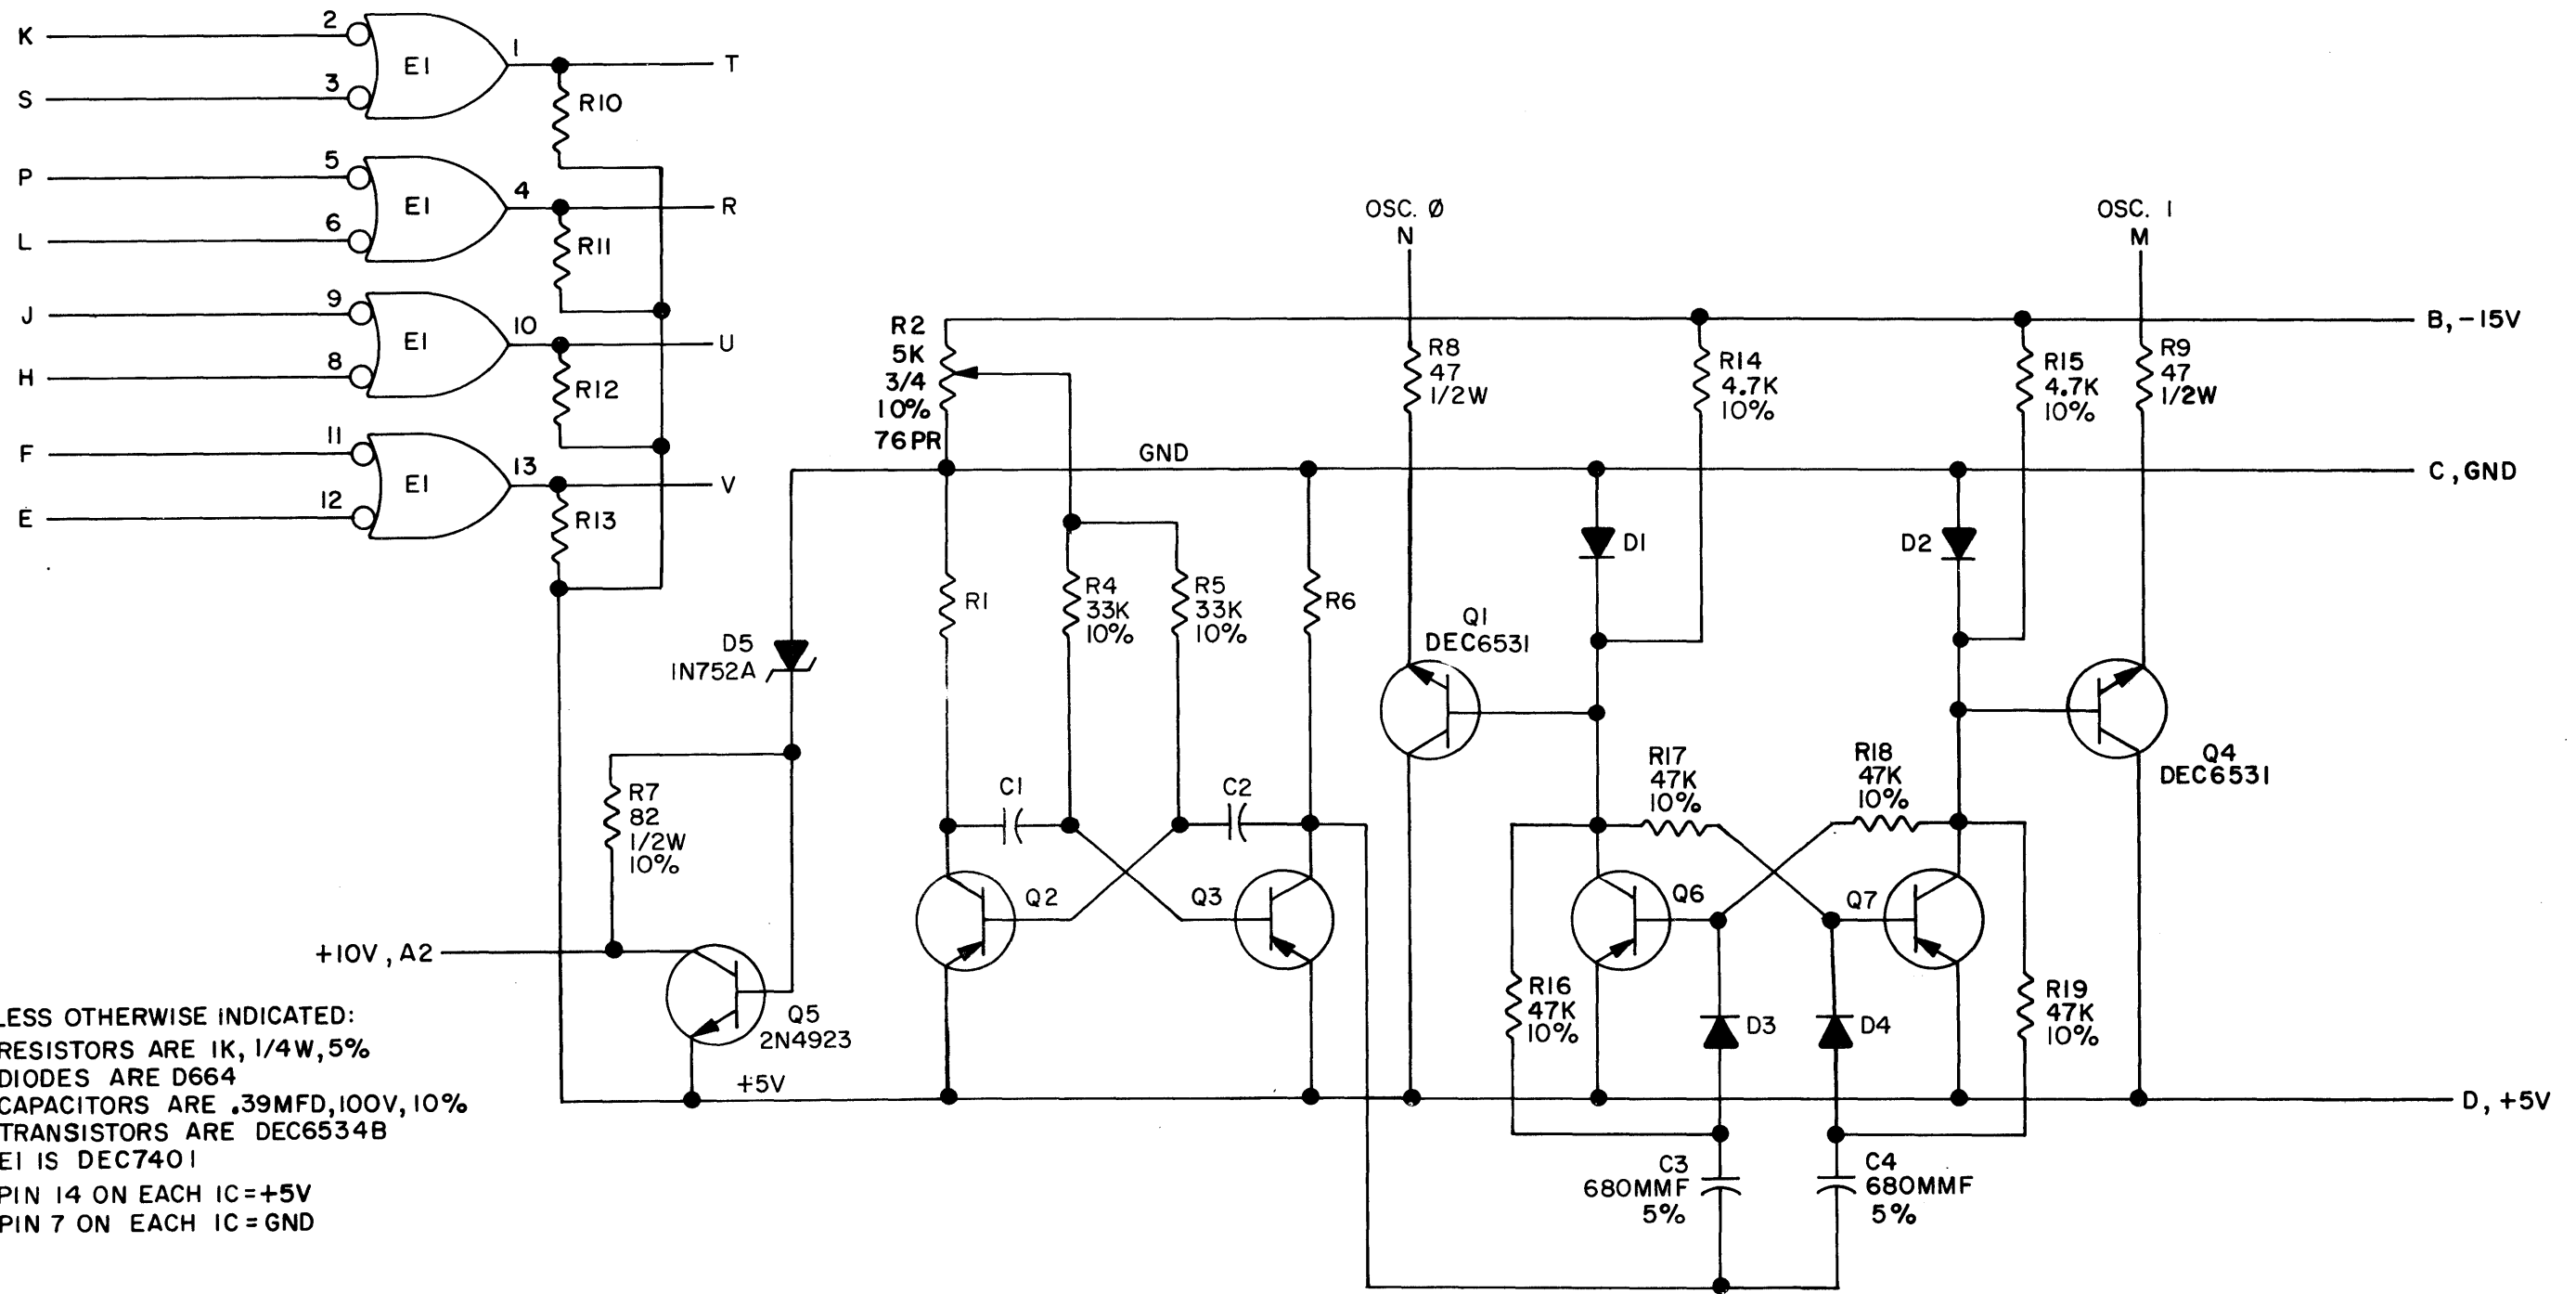 K
2
E1
1
T
S
3
R10
P
5
E1
4
R
L
6
R11
J
9
E1
10
U
H
8
R12
F
11
E1
13
V
E
12
R13
OSC. Ø
N
OSC. 1
M
B, -15V
R2
5K
3/4
10%
76PR
R8
47
1/2W
R14
4.7K
10%
R15
4.7K
10%
R9
47
1/2W
GND
C, GND
D1
D2
R1
R4
33K
10%
R5
33K
10%
R6
D5
1N752A
Q1
DEC6531
Q4
DEC6531
R7
82
1/2W
10%
C1
C2
R17
47K
10%
R18
47K
10%
Q2
Q3
Q6
Q7
+10V, A2
Q5
2N4923
R16
47K
10%
D3
D4
R19
47K
10%
+5V
D, +5V
C3
680MMF
5%
C4
680MMF
5%
LESS OTHERWISE INDICATED:
RESISTORS ARE 1K, 1/4W, 5%
DIODES ARE D664
CAPACITORS ARE .39MFD, 100V, 10%
TRANSISTORS ARE DEC6534B
E1 IS DEC7401
PIN 14 ON EACH IC=+5V
PIN 7 ON EACH IC=GND